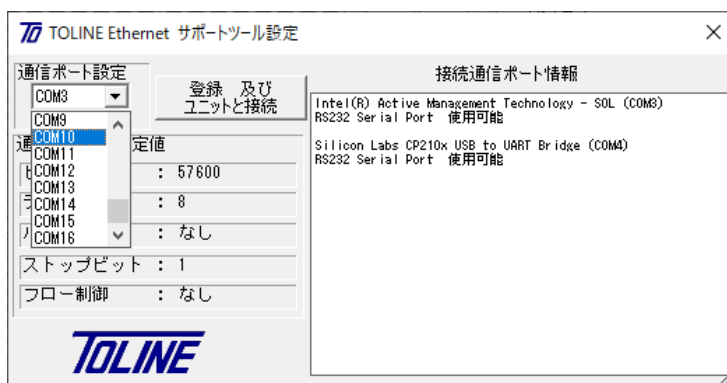 TOLINE Ethernet サポートツール設定
通信ポート設定
COM3
登録 及び
ユニットと接続
COM9
COM10
COM11
COM12
COM13
COM14
COM15
COM16
通
定値
: 57600
: 8
: なし
ストップビット : 1
フロー制御 : なし
TOLINE
接続通信ポート情報
Intel(R) Active Management Technology - SOL (COM3)
RS232 Serial Port 使用可能
Silicon Labs CP210x USB to UART Bridge (COM4)
RS232 Serial Port 使用可能